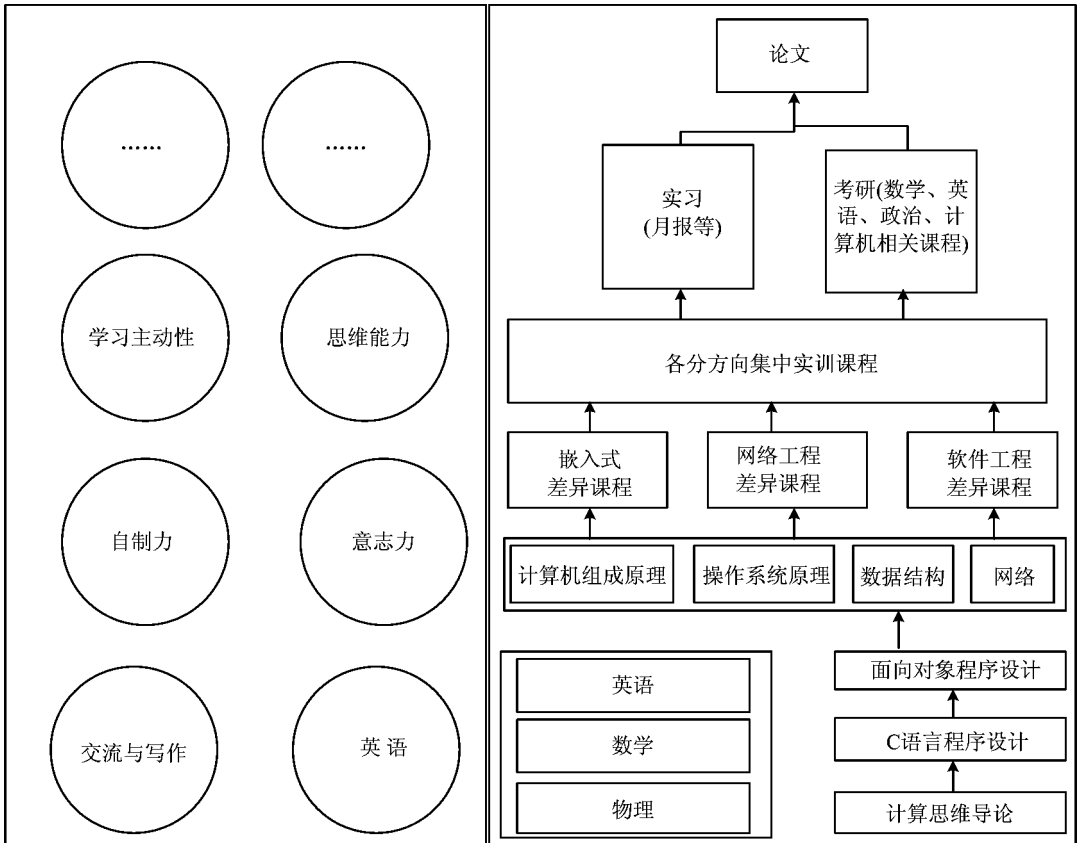 ……
……
学习主动性
思维能力
自制力
意志力
交流与写作
英 语
论文
实习
(月报等)
考研(数学、英
语、政治、计
算机相关课程)
各分方向集中实训课程
嵌入式
差异课程
网络工程
差异课程
软件工程
差异课程
计算机组成原理
操作系统原理
数据结构
网络
英语
数学
物理
面向对象程序设计
C语言程序设计
计算思维导论